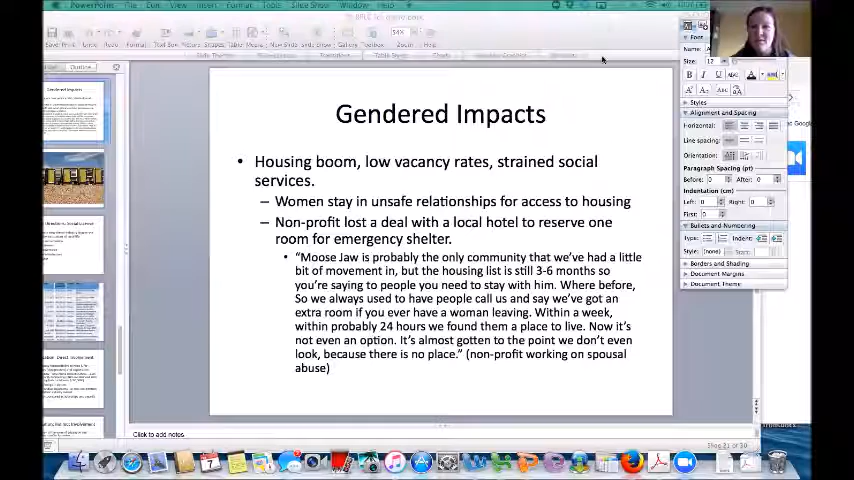 PowerPoint File Edit View Insert Format Tools Slide Show Window Help
Outline
54%
Gendered Impacts
• Housing boom, low vacancy rates, strained social
services.
– Women stay in unsafe relationships for access to housing
– Non-profit lost a deal with a local hotel to reserve one
room for emergency shelter.
• “Moose Jaw is probably the only community that we’ve had a little
bit of movement in, but the housing list is still 3-6 months so
you’re saying to people you need to stay with him. Where before,
So we always used to have people call us and say we’ve got an
extra room if you ever have a woman leaving. Within a week,
within probably 24 hours we found them a place to live. Now it’s
not even an option. It’s almost gotten to the point we don’t even
look, because there is no place.” (non-profit working on spousal
abuse)
Click to add notes
Slide 21 of 30
Font
Name: A
Size: 12
B I U ABC
Styles
Alignment and Spacing
Horizontal:
Line spacing:
Orientation:
Paragraph Spacing (pt)
Before: 0 After: 0
Indentation (cm)
Left: 0 Right: 0
First: 0
Bullets and Numbering
Type: Indent:
Style: (none) Start:
Borders and Shading
Document Margins
Document Theme
7